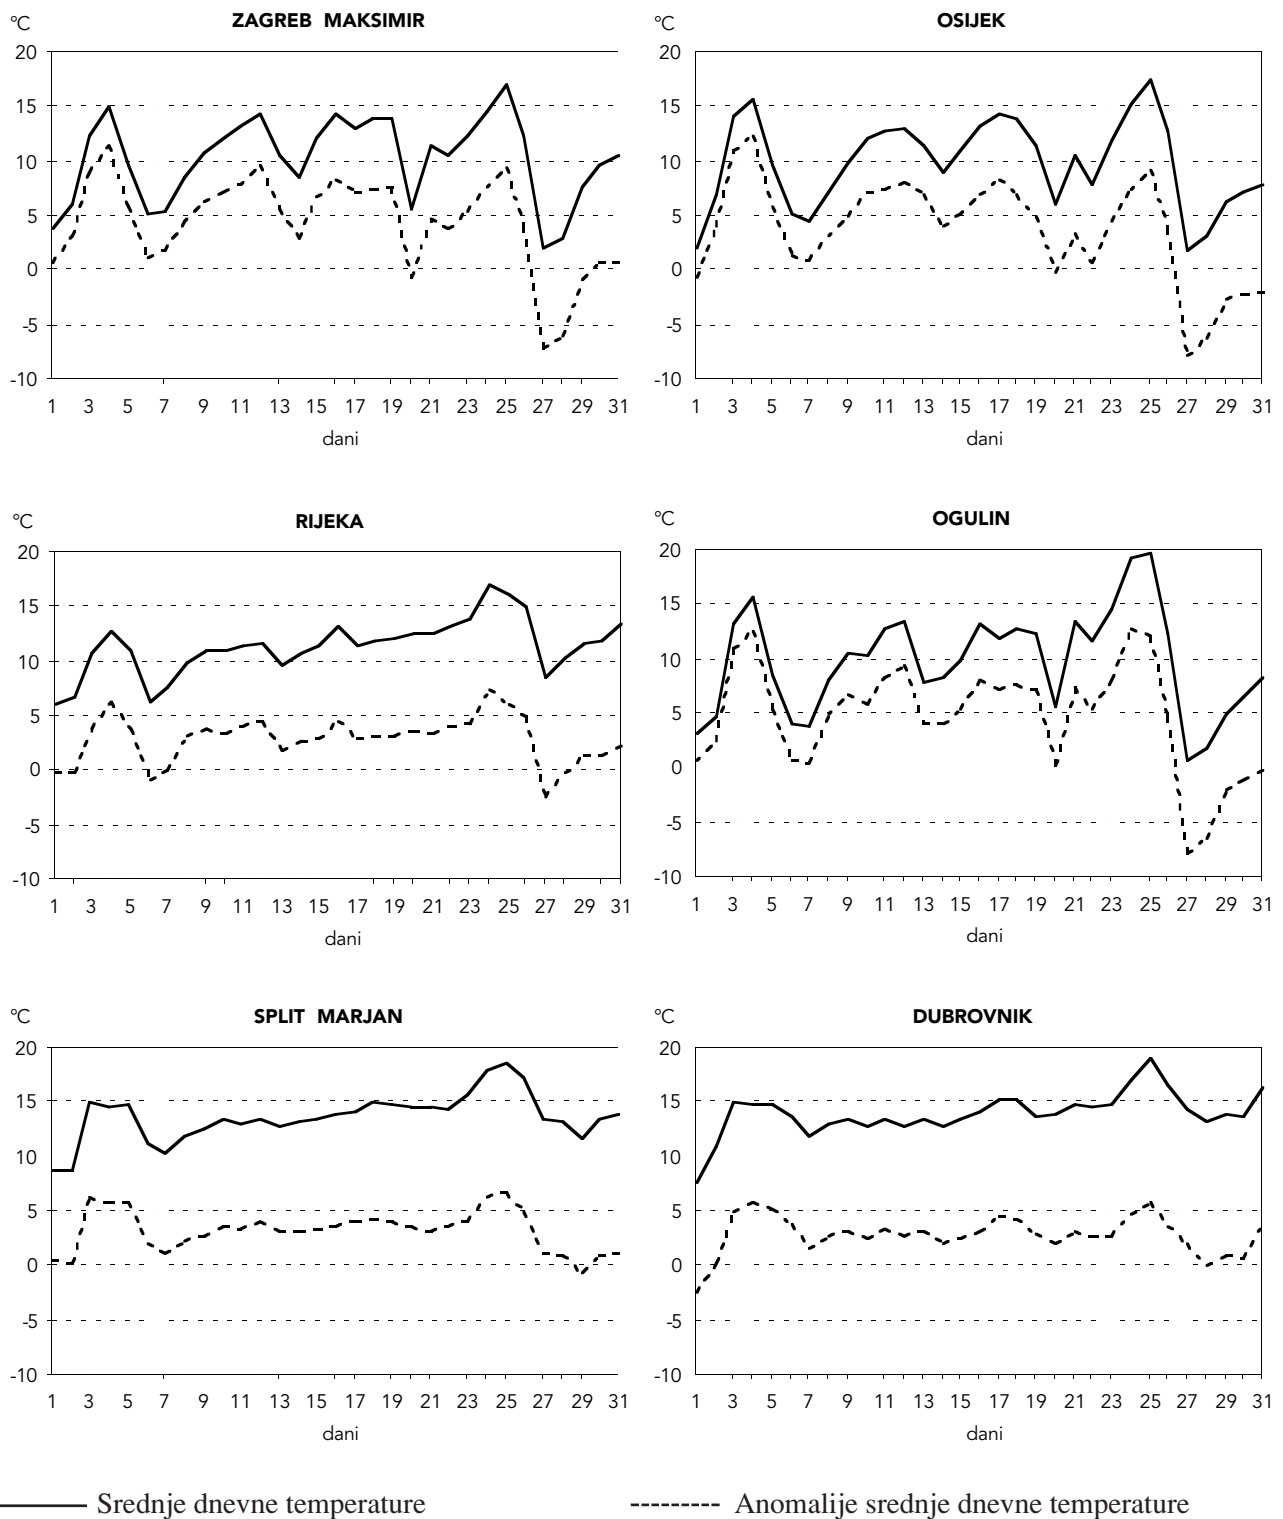 °C ZAGREB MAKSIMIR
20
15
10
5
0
-5
-10
1 3 5 7 9 11 13 15 17 19 21 23 25 27 29 31
dani
°C OSIJEK
20
15
10
5
0
-5
-10
1 3 5 7 9 11 13 15 17 19 21 23 25 27 29 31
dani
°C RIJEKA
20
15
10
5
0
-5
-10
1 3 5 7 9 11 13 15 17 19 21 23 25 27 29 31
dani
°C OGULIN
20
15
10
5
0
-5
-10
1 3 5 7 9 11 13 15 17 19 21 23 25 27 29 31
dani
°C SPLIT MARJAN
20
15
10
5
0
-5
-10
1 3 5 7 9 11 13 15 17 19 21 23 25 27 29 31
dani
°C DUBROVNIK
20
15
10
5
0
-5
-10
1 3 5 7 9 11 13 15 17 19 21 23 25 27 29 31
dani
Srednje dnevne temperature
Anomalije srednje dnevne temperature